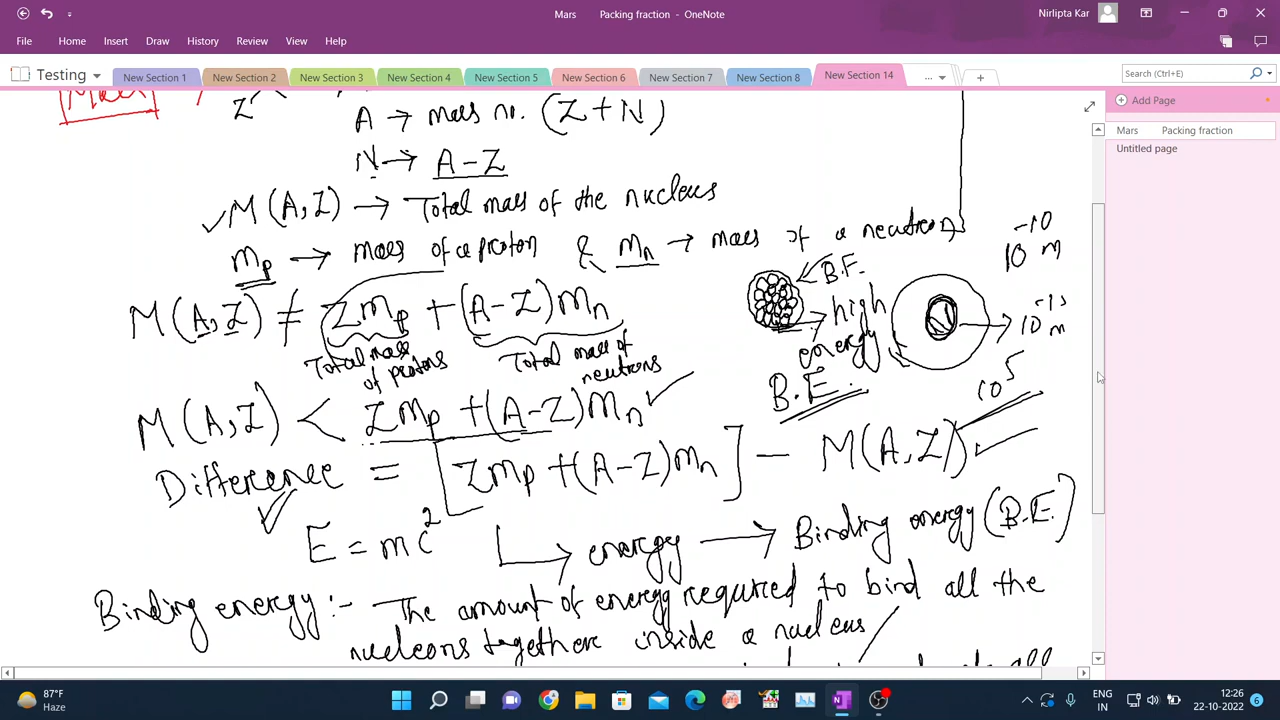 Mars Packing fraction - OneNote
Nirlipta Kar
File Home Insert Draw History Review View Help
Testing
New Section 1 New Section 2 New Section 3 New Section 4 New Section 5 New Section 6 New Section 7 New Section 8 New Section 14 ...
Search (Ctrl+E)
Add Page
Mars Packing fraction
Untitled page
Z
A → mass no. (Z + N)
N → A - Z
M(A,Z) → Total mass of the nucleus
mp → mass of a proton & mn → mass of a neutron
M(A,Z) ≠ Zmp + (A-Z)mn
Total mass of protons
Total mass of neutrons
B.E.
high energy
B.E.
10^-10 m
m
10^5
M(A,Z) < Zmp + (A-Z)mn
Difference = [Zmp + (A-Z)mn] - M(A,Z)
E = mc^2
→ energy → Binding energy (B.E.)
Binding energy :- The amount of energy required to bind all the
nucleons together inside a nucleus
87°F
Haze
ENG
IN
12:26
22-10-2022
6